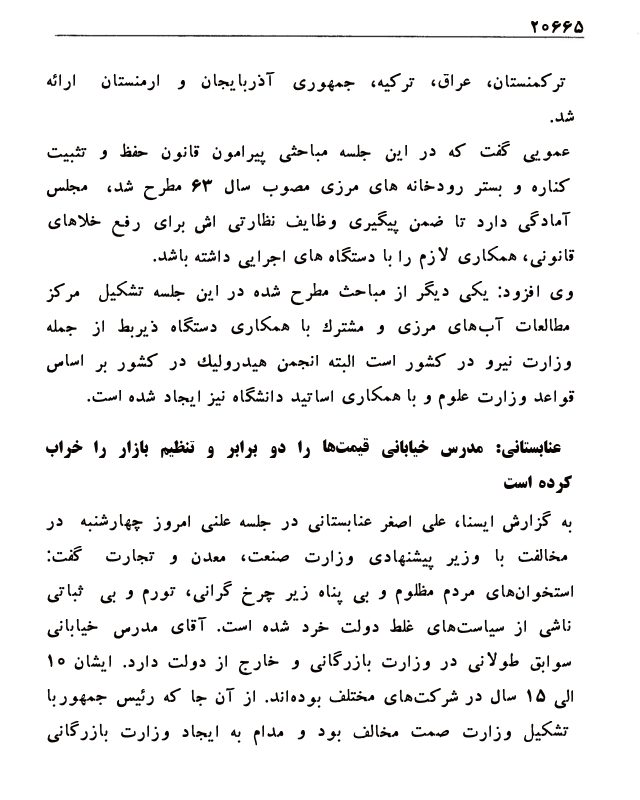 ۲۰۶۶۵
ترکمنستان، عراق، ترکیه، جمهوری آذربایجان و ارمنستان ارائه
شد.
عمویی گفت که در این جلسه مباحثی پیرامون قانون حفظ و تثبیت
کناره و بستر رودخانه های مرزی مصوب سال ۶۳ مطرح شد، مجلس
آمادگی دارد تا ضمن پیگیری وظایف نظارتی اش برای رفع خلاهای
قانونی، همکاری لازم را با دستگاه های اجرایی داشته باشد.
وی افزود: یکی دیگر از مباحث مطرح شده در این جلسه تشکیل مرکز
مطالعات آب‌های مرزی و مشترك با همکاری دستگاه ذیربط از جمله
وزارت نیرو در کشور است البته انجمن هیدرولیك در کشور بر اساس
قواعد وزارت علوم و با همکاری اساتید دانشگاه نیز ایجاد شده است.
عنابستانی: مدرس خیابانی قیمت‌ها را دو برابر و تنظیم بازار را خراب
کرده است
به گزارش ایسنا، علی اصغر عنابستانی در جلسه علنی امروز چهارشنبه در
مخالفت با وزیر پیشنهادی وزارت صنعت، معدن و تجارت گفت:
استخوان‌های مردم مظلوم و بی پناه زیر چرخ گرانی، تورم و بی ثباتی
ناشی از سیاست‌های غلط دولت خرد شده است. آقای مدرس خیابانی
سوابق طولانی در وزارت بازرگانی و خارج از دولت دارد. ایشان ۱۰
الی ۱۵ سال در شرکت‌های مختلف بوده‌اند. از آن جا که رئیس جمهور با
تشکیل وزارت صمت مخالف بود و مدام به ایجاد وزارت بازرگانی